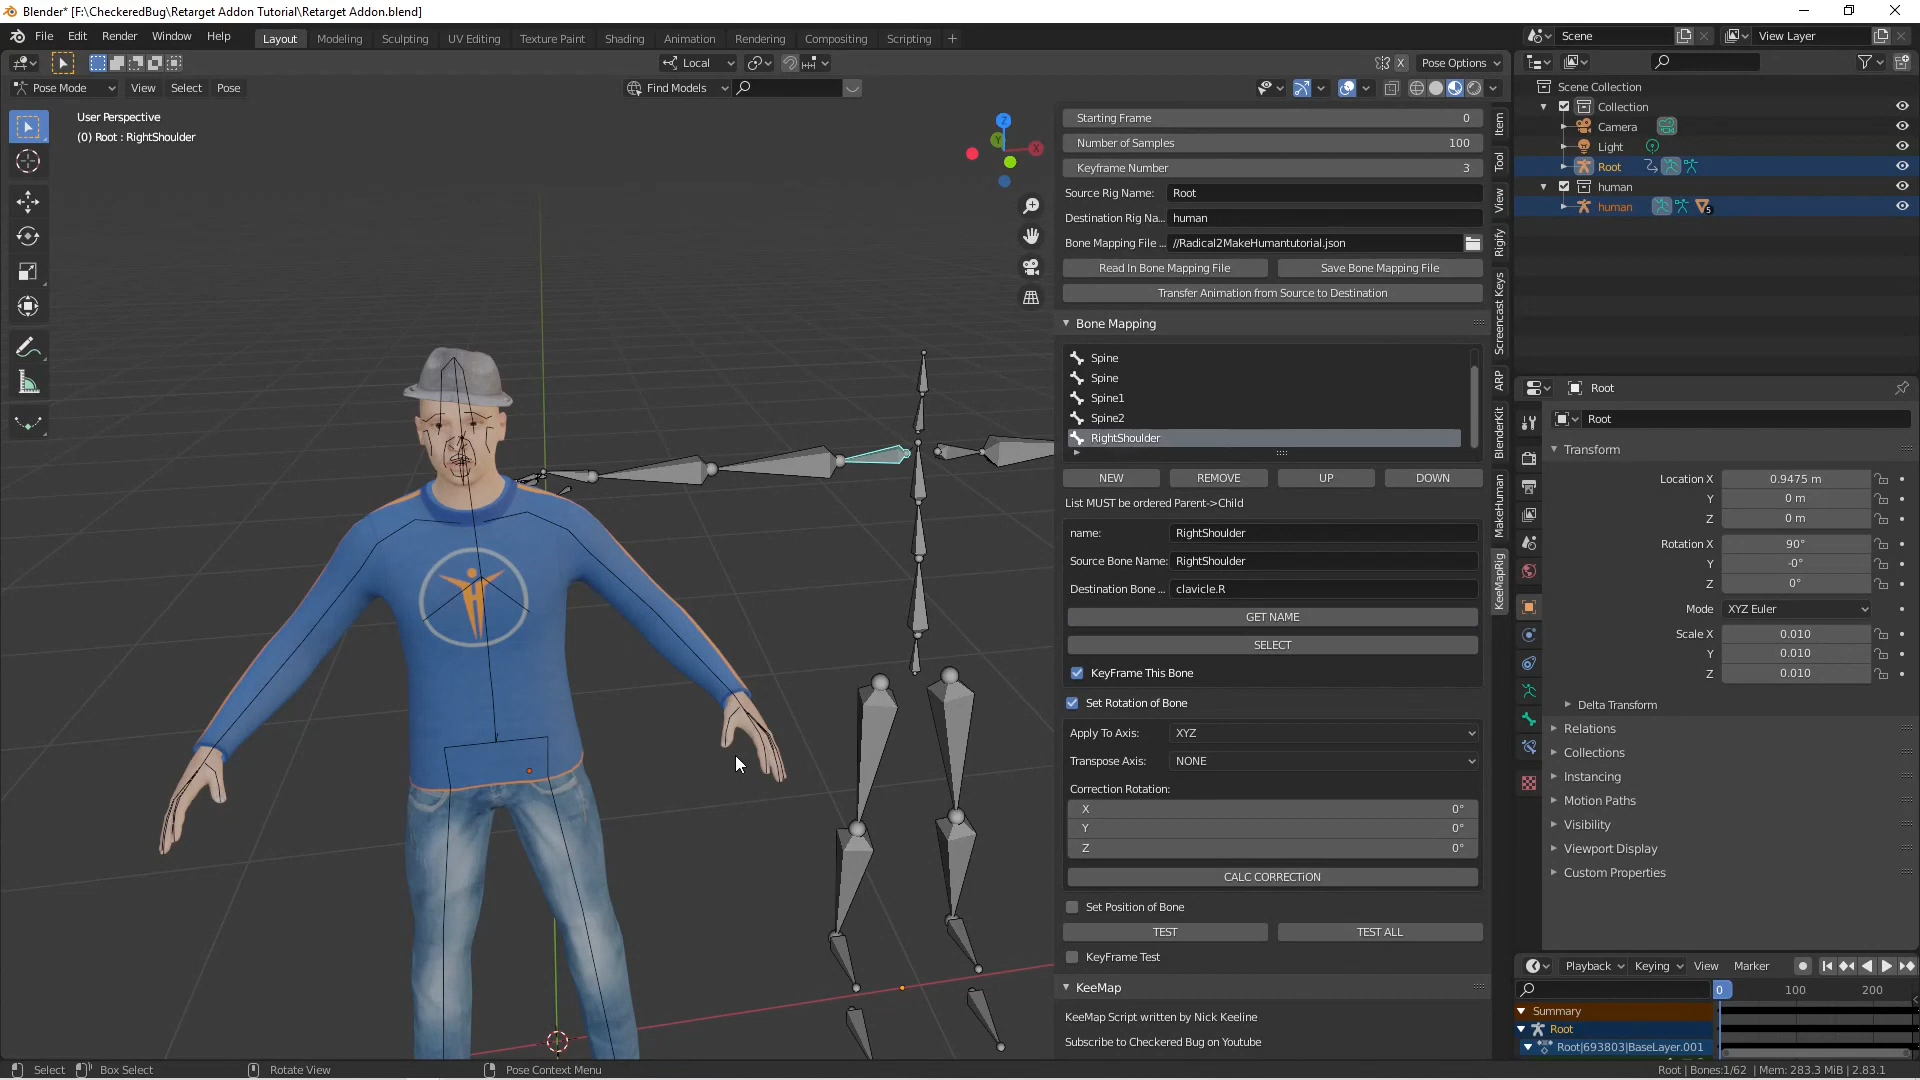 Blender* [F:\CheckeredBug\Retarget Addon Tutorial\Retarget Addon.blend]
File Edit Render Window Help Layout Modeling Sculpting UV Editing Texture Paint Shading Animation Rendering Compositing Scripting +
Scene View Layer
Local Pose Options
Pose Mode View Select Pose Find Models
User Perspective
(0) Root : RightShoulder
Z
Y
X
Starting Frame 0
Number of Samples 100
Keyframe Number 3
Source Rig Name: Root
Destination Rig Na... human
Bone Mapping File ... //Radical2MakeHumantutorial.json
Read In Bone Mapping File Save Bone Mapping File
Transfer Animation from Source to Destination
Bone Mapping
Spine
Spine
Spine1
Spine2
RightShoulder
NEW REMOVE UP DOWN
List MUST be ordered Parent->Child
name: RightShoulder
Source Bone Name: RightShoulder
Destination Bone ... clavicle.R
GET NAME
SELECT
KeyFrame This Bone
Set Rotation of Bone
Apply To Axis: XYZ
Transpose Axis: NONE
Correction Rotation:
X 0°
Y 0°
Z 0°
CALC CORRECTION
Set Position of Bone
TEST TEST ALL
KeyFrame Test
KeeMap
KeeMap Script written by Nick Keeline
Subscribe to Checkered Bug on Youtube
Item
Tool
View
Rigify
Screencast Keys
ARP
BlenderKit
MakeHuman
KeeMapRig
Scene Collection
Collection
Camera
Light
Root
human
human 5
Root
Root
Transform
Location X 0.9475 m
Y 0 m
Z 0 m
Rotation X 90°
Y -0°
Z 0°
Mode XYZ Euler
Scale X 0.010
Y 0.010
Z 0.010
Delta Transform
Relations
Collections
Instancing
Motion Paths
Visibility
Viewport Display
Custom Properties
Playback Keying View Marker
0 100 200
Summary
Root
Root|693803|BaseLayer.001
Select Box Select Rotate View Pose Context Menu Root | Bones:1/62 | Mem: 283.3 MiB | 2.83.1